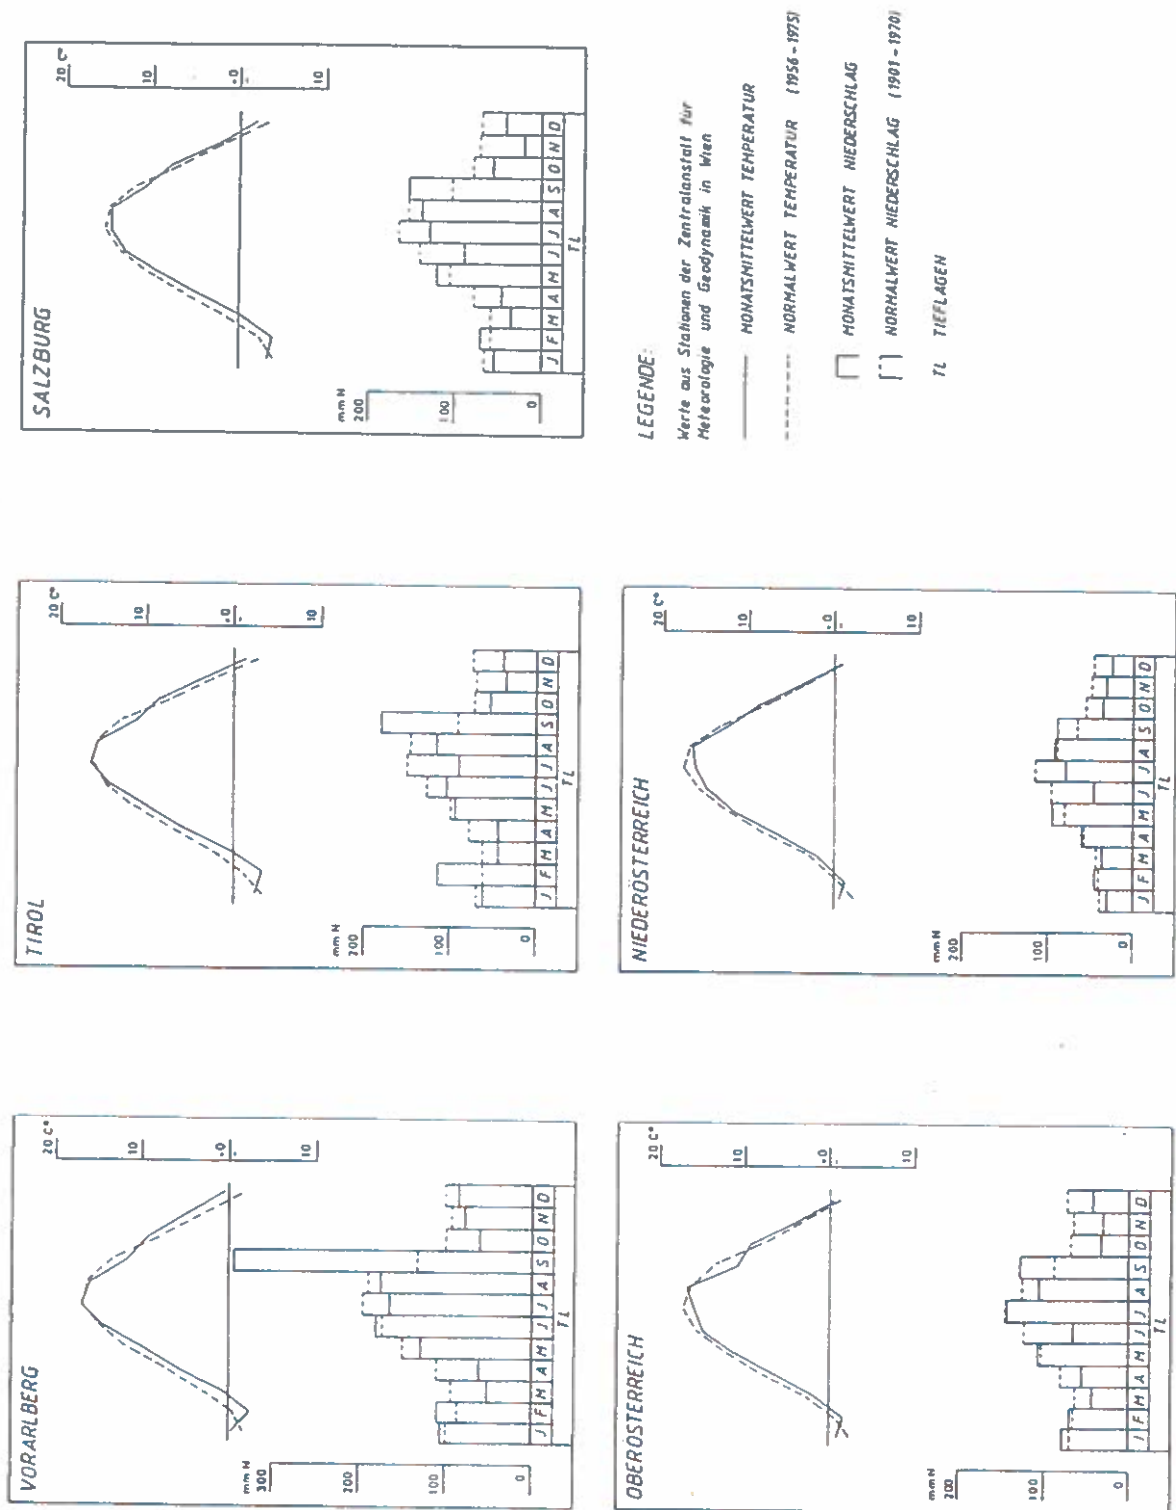 VORARLBERG
20 C°
10
±0
10
mm N
300
200
100
0
J F M A M J J A S O N D
TL
TIROL
20 C°
10
±0
10
mm N
200
100
0
J F M A M J J A S O N D
TL
SALZBURG
20 C°
10
±0
10
mm N
200
100
0
J F M A M J J A S O N D
TL
OBERÖSTERREICH
20 C°
10
±0
10
mm N
200
100
0
J F M A M J J A S O N D
TL
NIEDERÖSTERREICH
20 C°
10
±0
10
mm N
200
100
0
J F M A M J J A S O N D
TL
LEGENDE:
Werte aus Stationen der Zentralanstalt für
Meteorologie und Geodynamik in Wien
MONATSMITTELWERT TEMPERATUR
NORMALWERT TEMPERATUR (1956-1975)
MONATSMITTELWERT NIEDERSCHLAG
NORMALWERT NIEDERSCHLAG (1901-1970)
TL TIEFLAGEN